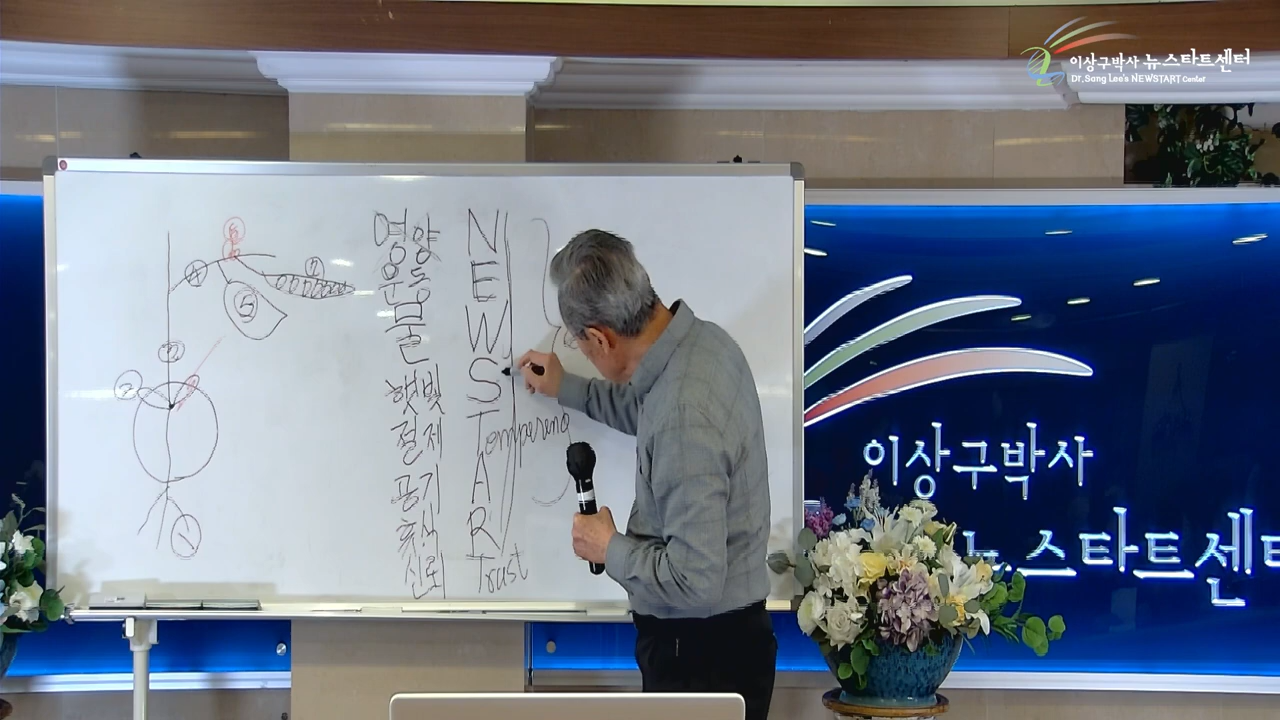 이상구박사 뉴스타트센터
Dr. Sang Lee's NEWSTART Center
영양 N
운동 E
물 W
햇빛 S
절제 Tempereng
공기 A
휴식 R
신뢰 Trust
이상구박사
뉴스타트센터